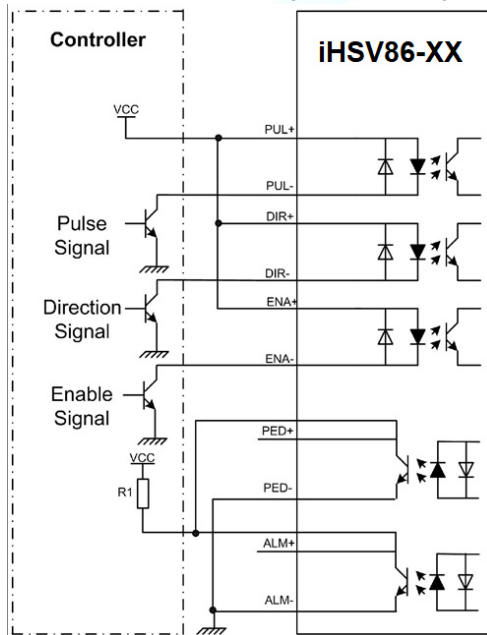 Controller
iHSV86-XX
VCC
PUL+
PUL-
Pulse
Signal
DIR+
DIR-
Direction
Signal
ENA+
ENA-
Enable
Signal
PED+
VCC
R1
PED-
ALM+
ALM-